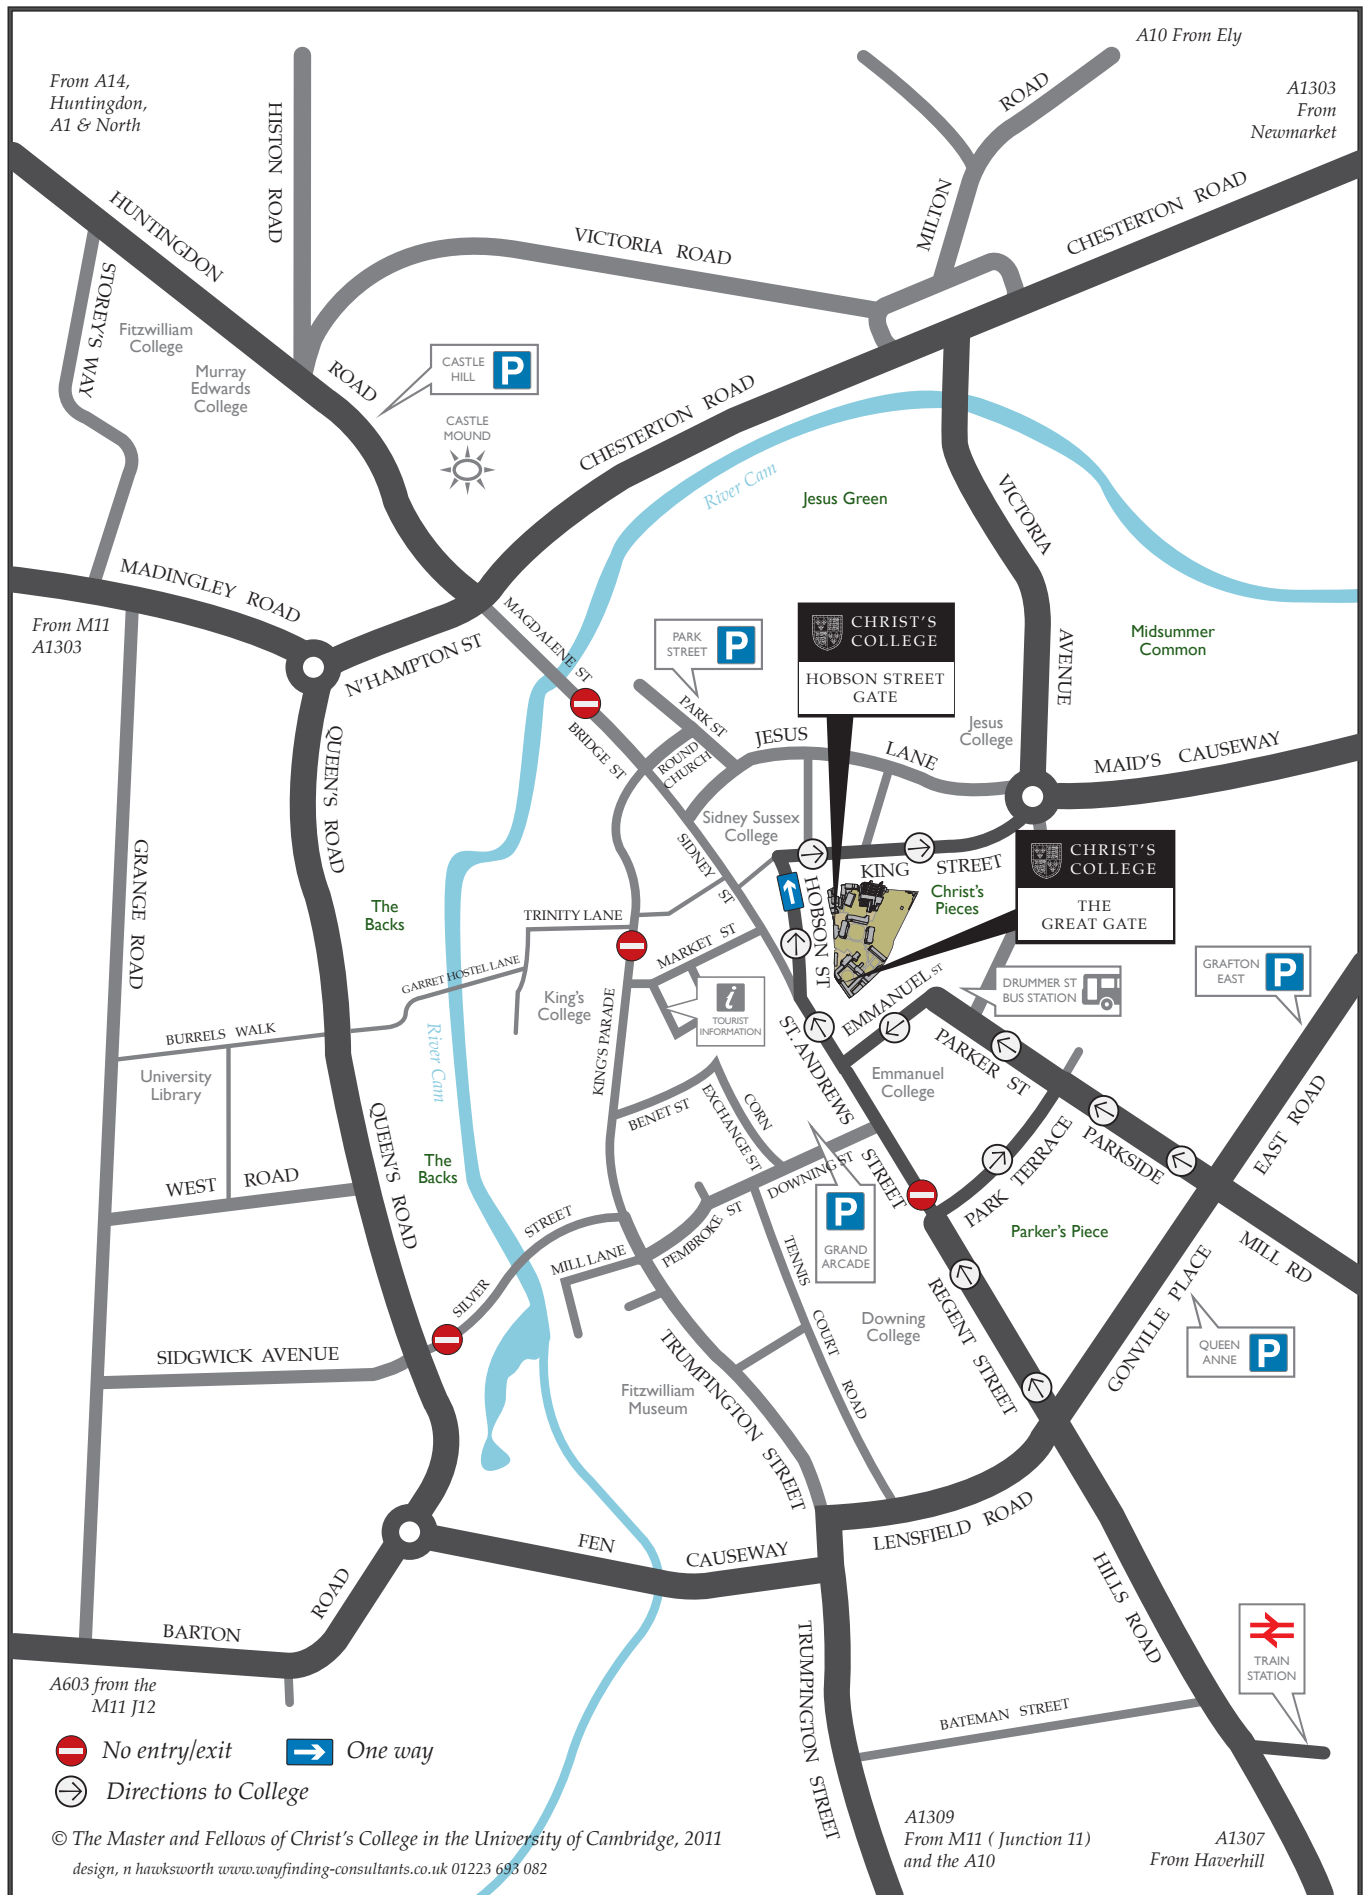 A10 From Ely
From A14,
Huntingdon,
A1 & North
A1303
From
Newmarket
HISTON ROAD
MILTON ROAD
HUNTINGDON ROAD
VICTORIA ROAD
CHESTERTON ROAD
STOREY'S WAY
Fitzwilliam
College
Murray
Edwards
College
CASTLE
HILL
P
CASTLE
MOUND
CHESTERTON ROAD
River Cam
Jesus Green
VICTORIA AVENUE
MADINGLEY ROAD
From M11
A1303
N'HAMPTON ST
MAGDALENE ST
PARK
STREET
P
CHRIST'S
COLLEGE
HOBSON STREET
GATE
Midsummer
Common
Jesus
College
BRIDGE ST
PARK ST
ROUND
CHURCH
JESUS LANE
MAID'S CAUSEWAY
QUEEN'S ROAD
Sidney Sussex
College
SIDNEY ST
KING STREET
HOBSON ST
CHRIST'S
COLLEGE
THE
GREAT GATE
Christ's
Pieces
GRANGE ROAD
The
Backs
TRINITY LANE
MARKET ST
GARRET HOSTEL LANE
King's
College
KING'S PARADE
i
TOURIST
INFORMATION
EMMANUEL ST
DRUMMER ST
BUS STATION
GRAFTON
EAST
P
BURRELS WALK
River Cam
ST. ANDREWS STREET
PARKER ST
University
Library
Emmanuel
College
BENET ST
CORN
EXCHANGE ST
PARKSIDE
EAST ROAD
QUEEN'S ROAD
The
Backs
WEST ROAD
DOWNING ST
PARK TERRACE
P
GRAND
ARCADE
Parker's Piece
MILL RD
SILVER STREET
MILL LANE
PEMBROKE ST
TENNIS COURT ROAD
REGENT STREET
GONVILLE PLACE
QUEEN
ANNE
P
Downing
College
SIDGWICK AVENUE
TRUMPINGTON STREET
Fitzwilliam
Museum
FEN CAUSEWAY
LENSFIELD ROAD
HILLS ROAD
BARTON ROAD
A603 from the
M11 J12
TRUMPINGTON STREET
BATEMAN STREET
TRAIN
STATION
No entry/exit
One way
Directions to College
A1309
From M11 ( Junction 11)
and the A10
A1307
From Haverhill
© The Master and Fellows of Christ's College in the University of Cambridge, 2011
design, n hawksworth www.wayfinding-consultants.co.uk 01223 693 082